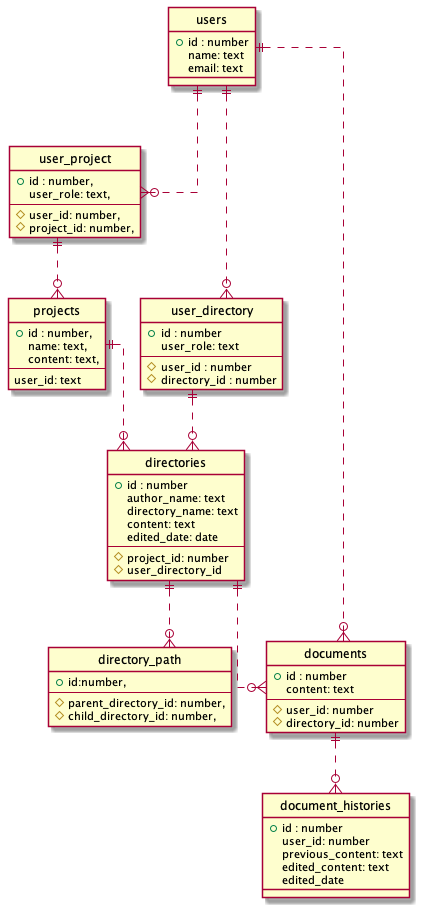 users
id : number
name: text
email: text
user_project
id : number,
user_role: text,
user_id: number,
project_id: number,
projects
id : number,
name: text,
content: text,
user_id: text
user_directory
id : number
user_role: text
user_id : number
directory_id : number
directories
id : number
author_name: text
directory_name: text
content: text
edited_date: date
project_id: number
user_directory_id
directory_path
id:number,
parent_directory_id: number,
child_directory_id: number,
documents
id : number
content: text
user_id: number
directory_id: number
document_histories
id : number
user_id: number
previous_content: text
edited_content: text
edited_date